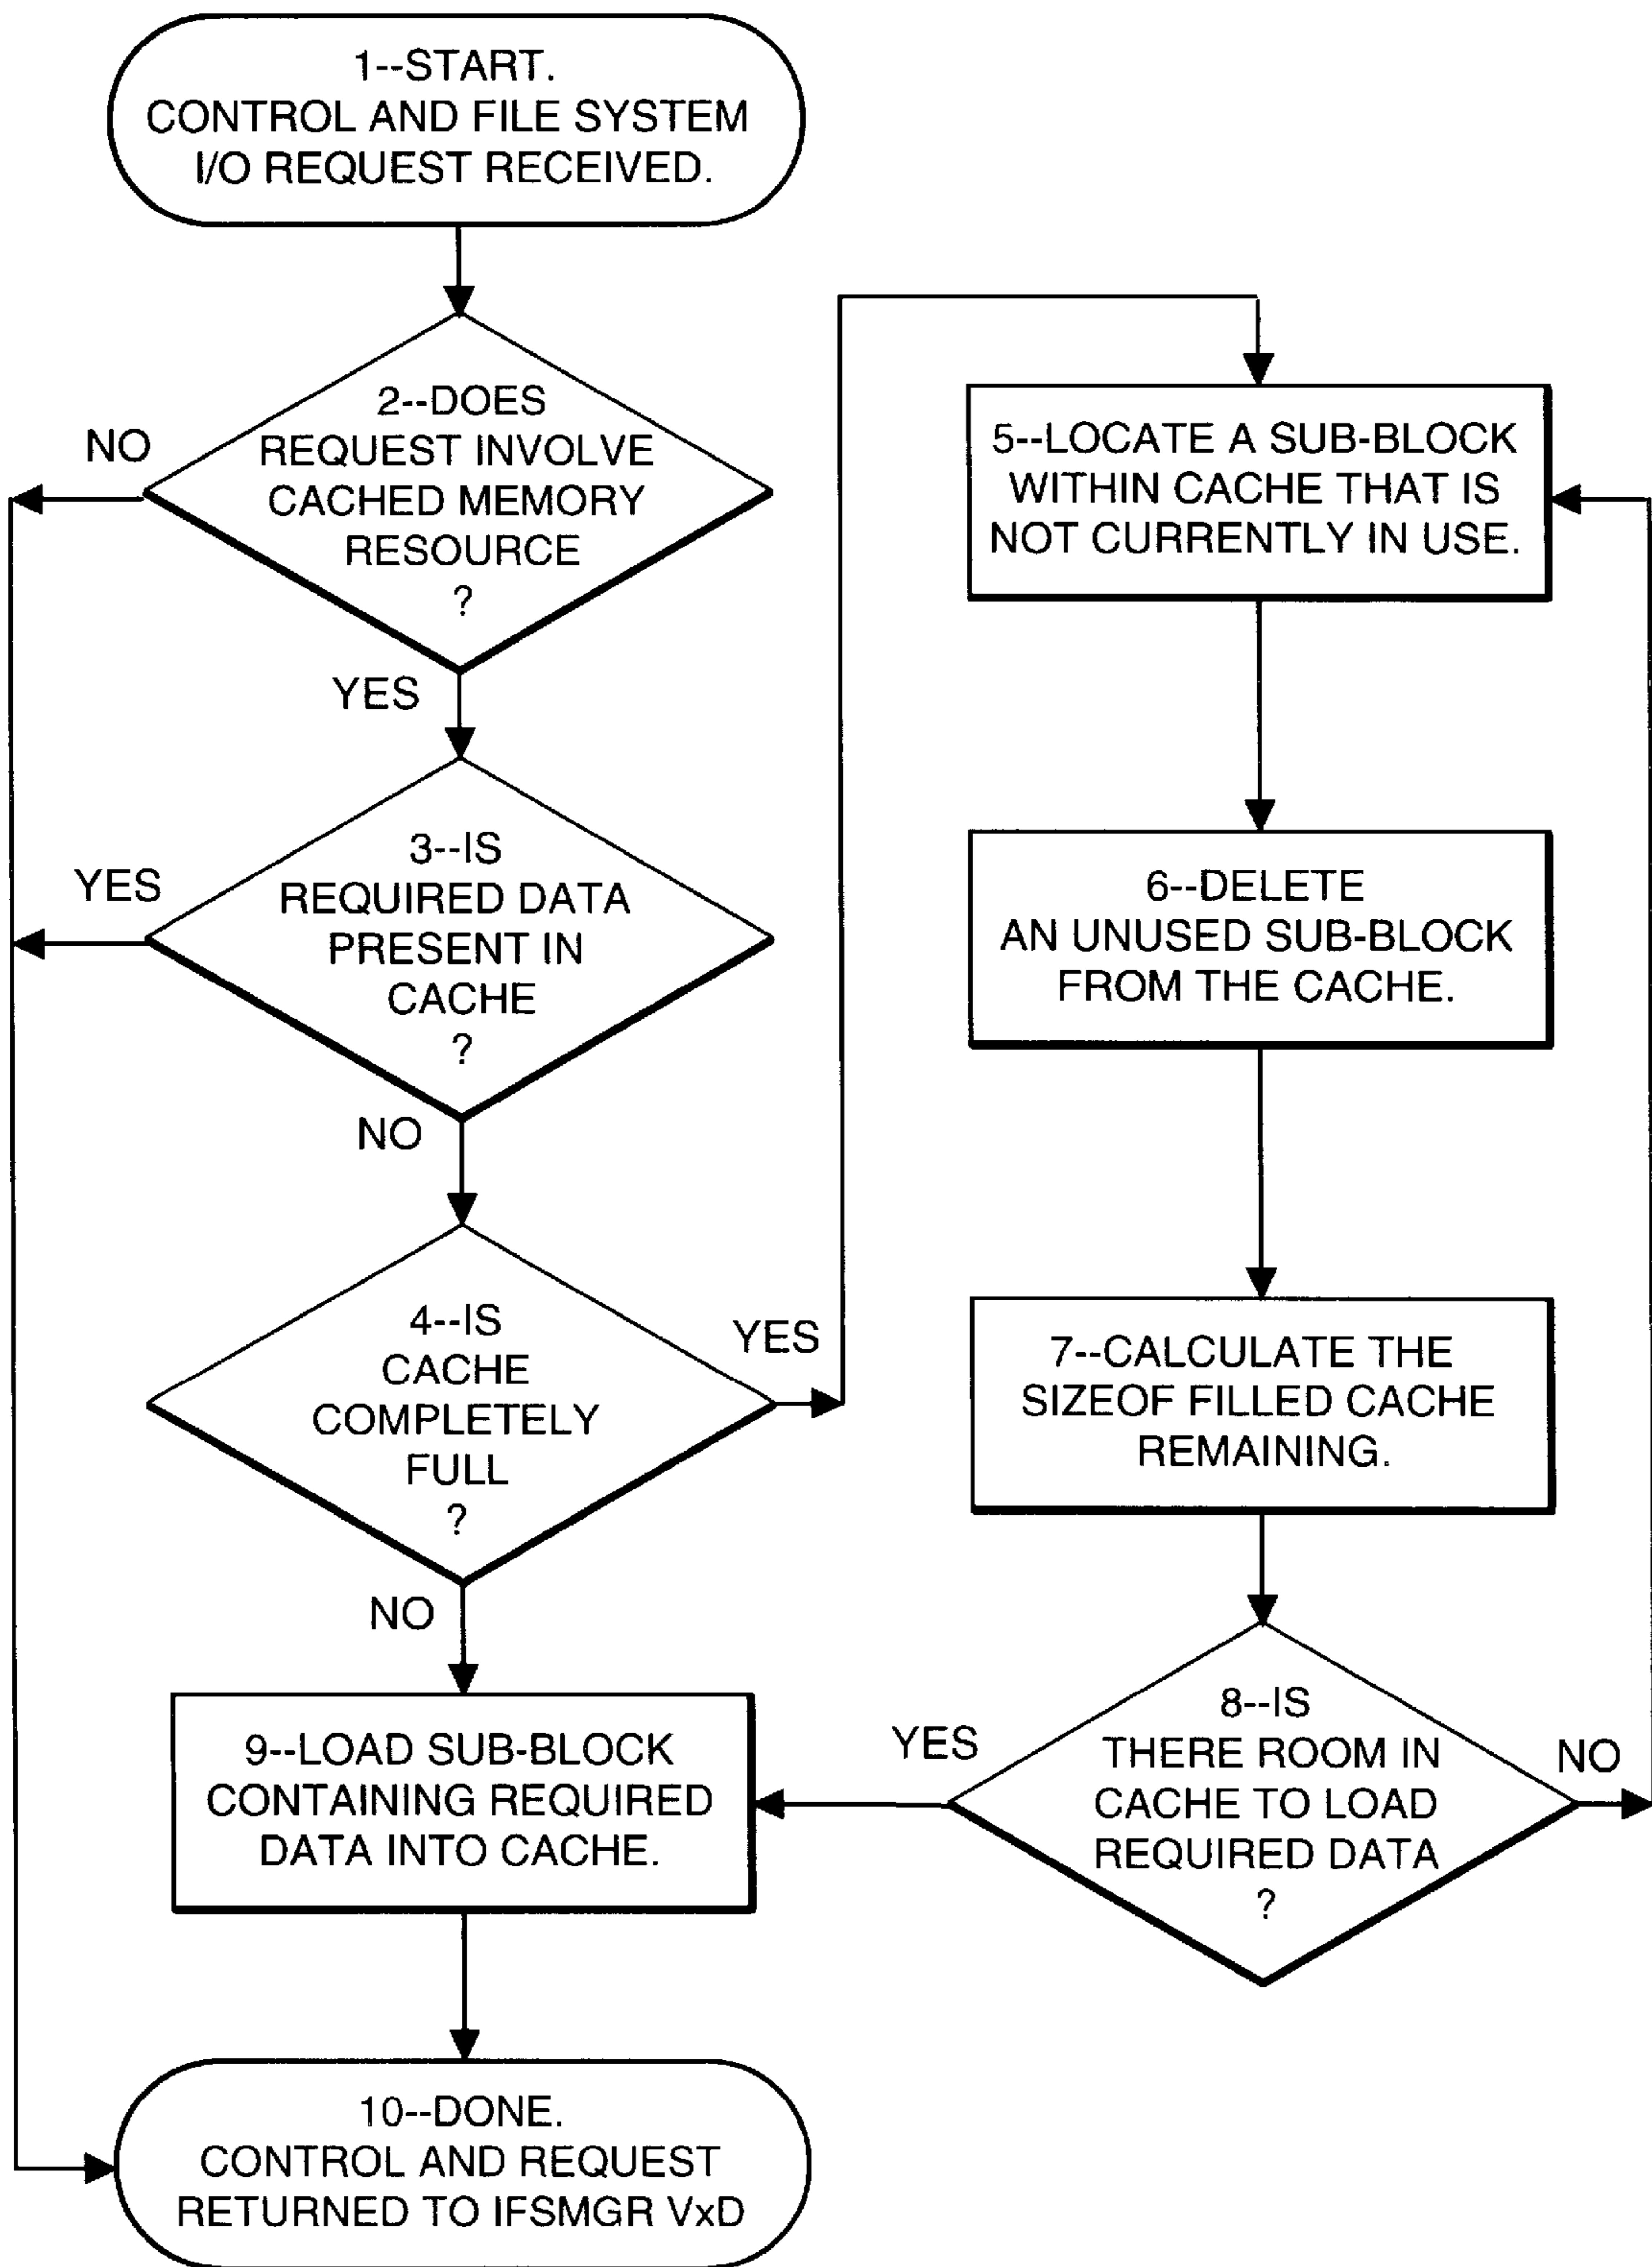 1--START.
CONTROL AND FILE SYSTEM
I/O REQUEST RECEIVED.
2--DOES
REQUEST INVOLVE
CACHED MEMORY
RESOURCE
?
NO
YES
3--IS
REQUIRED DATA
PRESENT IN
CACHE
?
YES
NO
4--IS
CACHE
COMPLETELY
FULL
?
YES
NO
5--LOCATE A SUB-BLOCK
WITHIN CACHE THAT IS
NOT CURRENTLY IN USE.
6--DELETE
AN UNUSED SUB-BLOCK
FROM THE CACHE.
7--CALCULATE THE
SIZEOF FILLED CACHE
REMAINING.
8--IS
THERE ROOM IN
CACHE TO LOAD
REQUIRED DATA
?
YES
NO
9--LOAD SUB-BLOCK
CONTAINING REQUIRED
DATA INTO CACHE.
10--DONE.
CONTROL AND REQUEST
RETURNED TO IFSMGR VxD